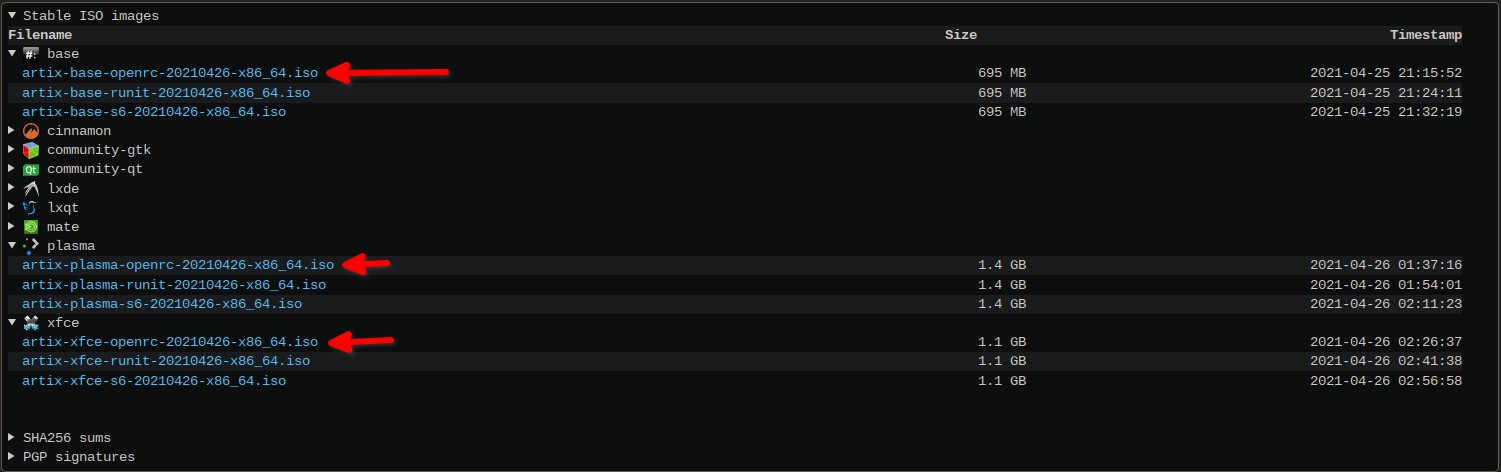 Stable ISO images
Filename Size Timestamp
#: base
artix-base-openrc-20210426-x86_64.iso 695 MB 2021-04-25 21:15:52
artix-base-runit-20210426-x86_64.iso 695 MB 2021-04-25 21:24:11
artix-base-s6-20210426-x86_64.iso 695 MB 2021-04-25 21:32:19
cinnamon
community-gtk
Qt community-qt
lxde
lxqt
mate
plasma
artix-plasma-openrc-20210426-x86_64.iso 1.4 GB 2021-04-26 01:37:16
artix-plasma-runit-20210426-x86_64.iso 1.4 GB 2021-04-26 01:54:01
artix-plasma-s6-20210426-x86_64.iso 1.4 GB 2021-04-26 02:11:23
xfce
artix-xfce-openrc-20210426-x86_64.iso 1.1 GB 2021-04-26 02:26:37
artix-xfce-runit-20210426-x86_64.iso 1.1 GB 2021-04-26 02:41:38
artix-xfce-s6-20210426-x86_64.iso 1.1 GB 2021-04-26 02:56:58
SHA256 sums
PGP signatures